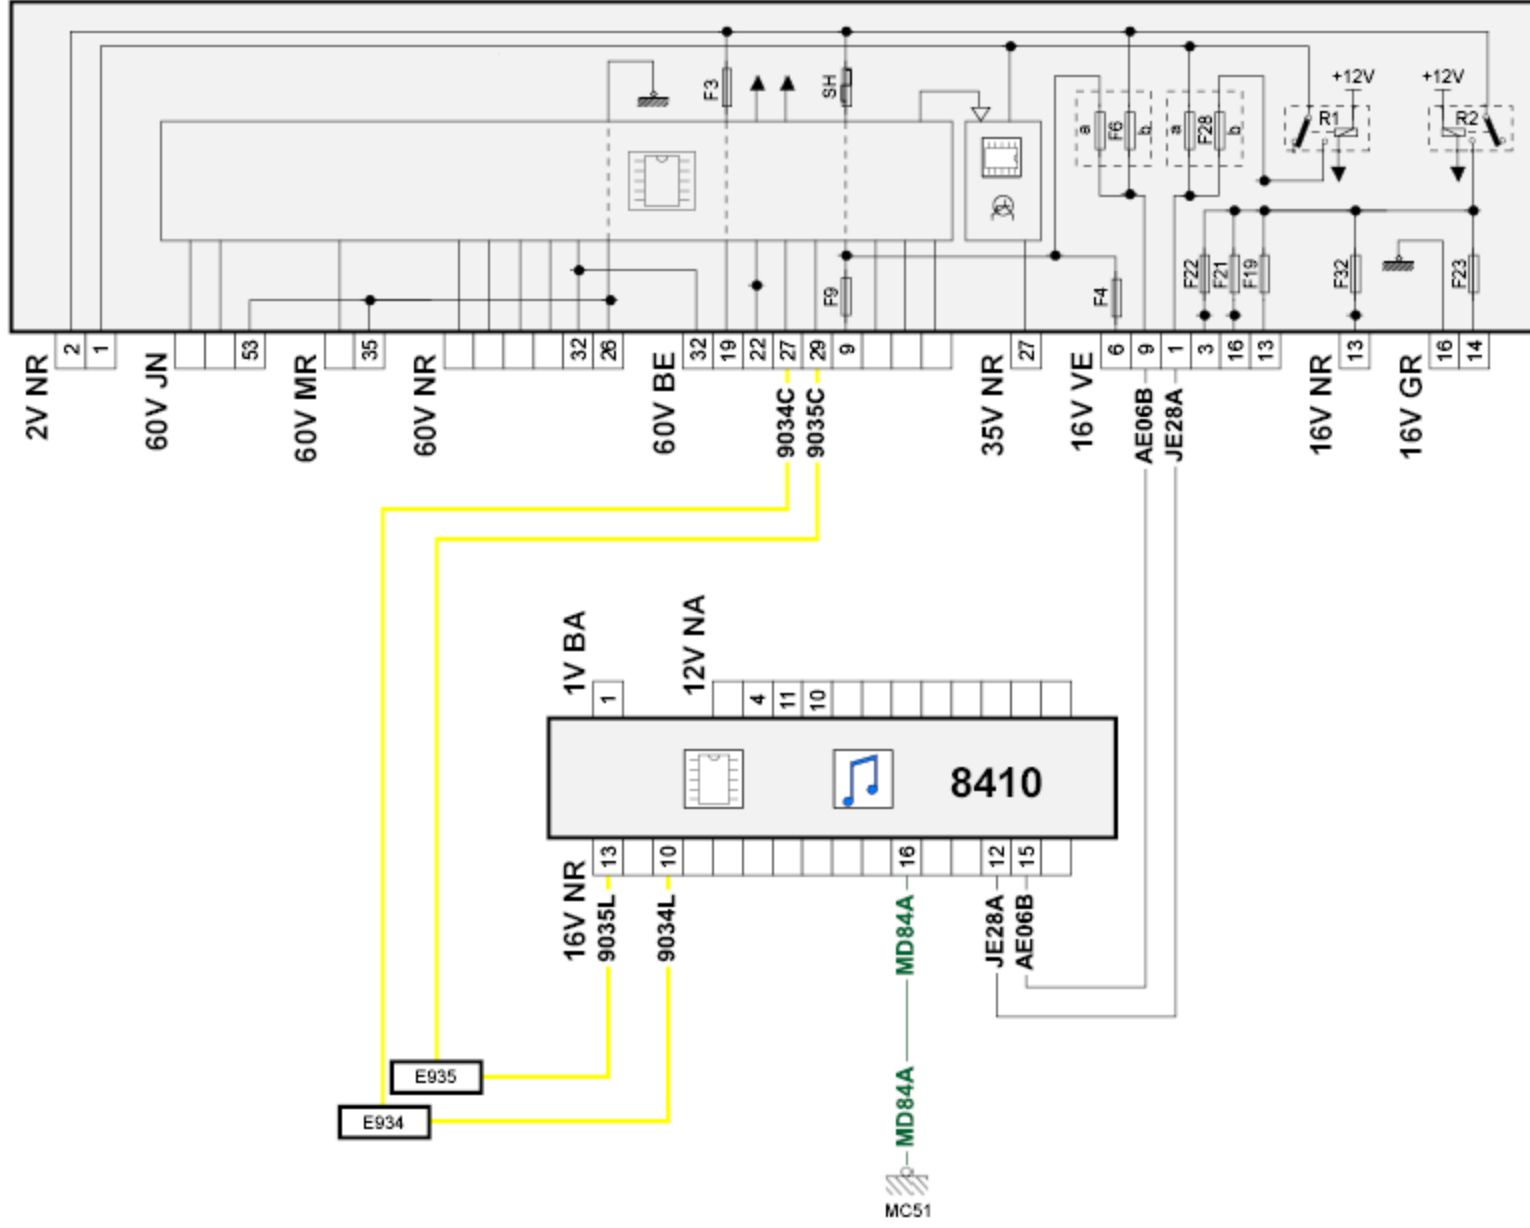 F3
SH
a
F6
b
a
F28
b
+12V
R1
+12V
R2
F9
F4
F22
F21
F19
F32
F23
2V NR
2
1
60V JN
53
60V MR
35
60V NR
32
26
60V BE
32
19
22
27
29
9
35V NR
27
16V VE
6
9
1
3
16
13
16V NR
13
16V GR
16
14
9034C
9035C
AE06B
JE28A
1V BA
1
12V NA
4
11
10
8410
16V NR
13
10
16
12
15
9035L
9034L
MD84A
JE28A
AE06B
E935
E934
MD84A
MC51